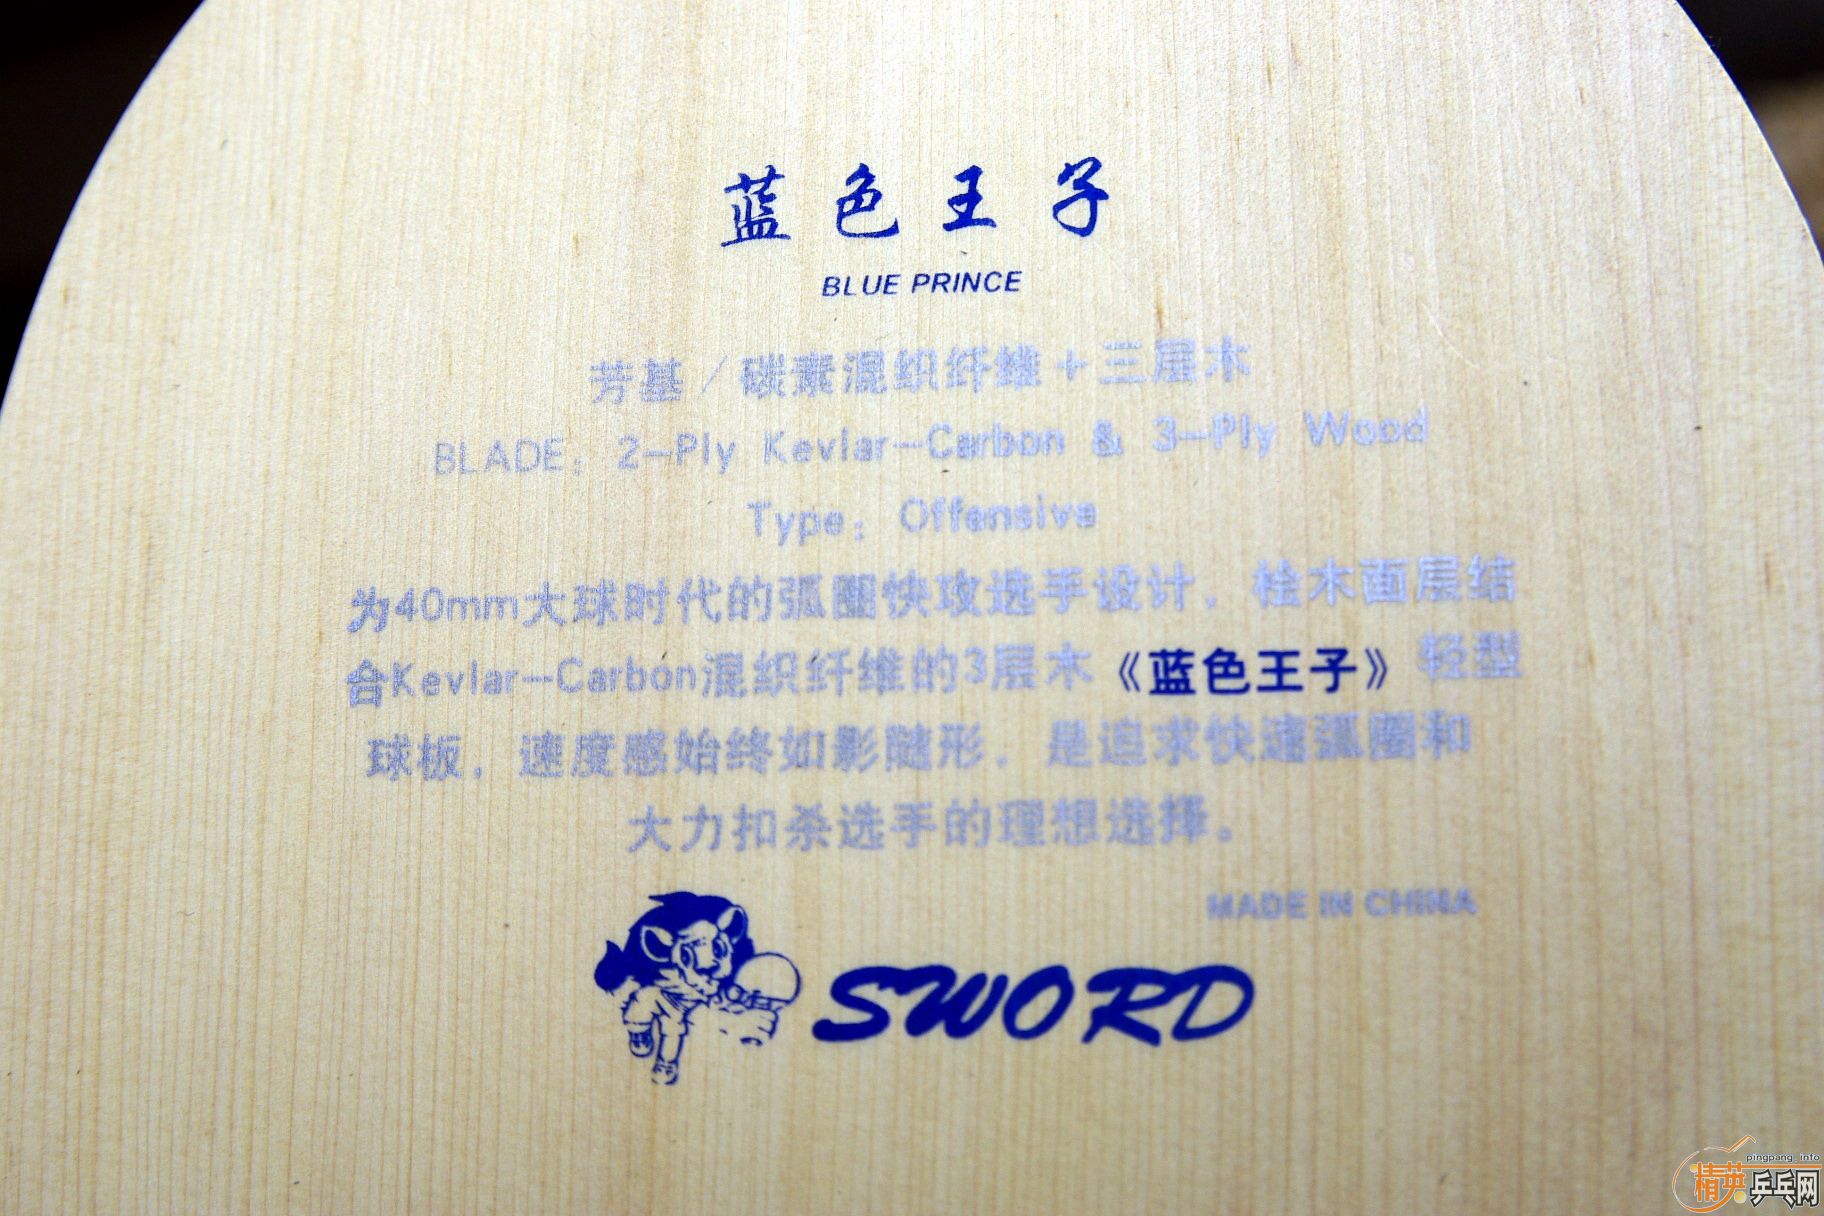 蓝色王子
BLUE PRINCE
芳基/碳素混织纤维+三层木
BLADE: 2-Ply Kevlar-Carbon & 3-Ply Wood
Type: Offensive
为40mm大球时代的弧圈快攻选手设计，桧木面层结
合Kevlar-Carbon混织纤维的3层木《蓝色王子》轻型
球板，速度感始终如影随形，是追求快速弧圈和
大力扣杀选手的理想选择。
MADE IN CHINA
SWORD
pingpang_info
精英乒乓网